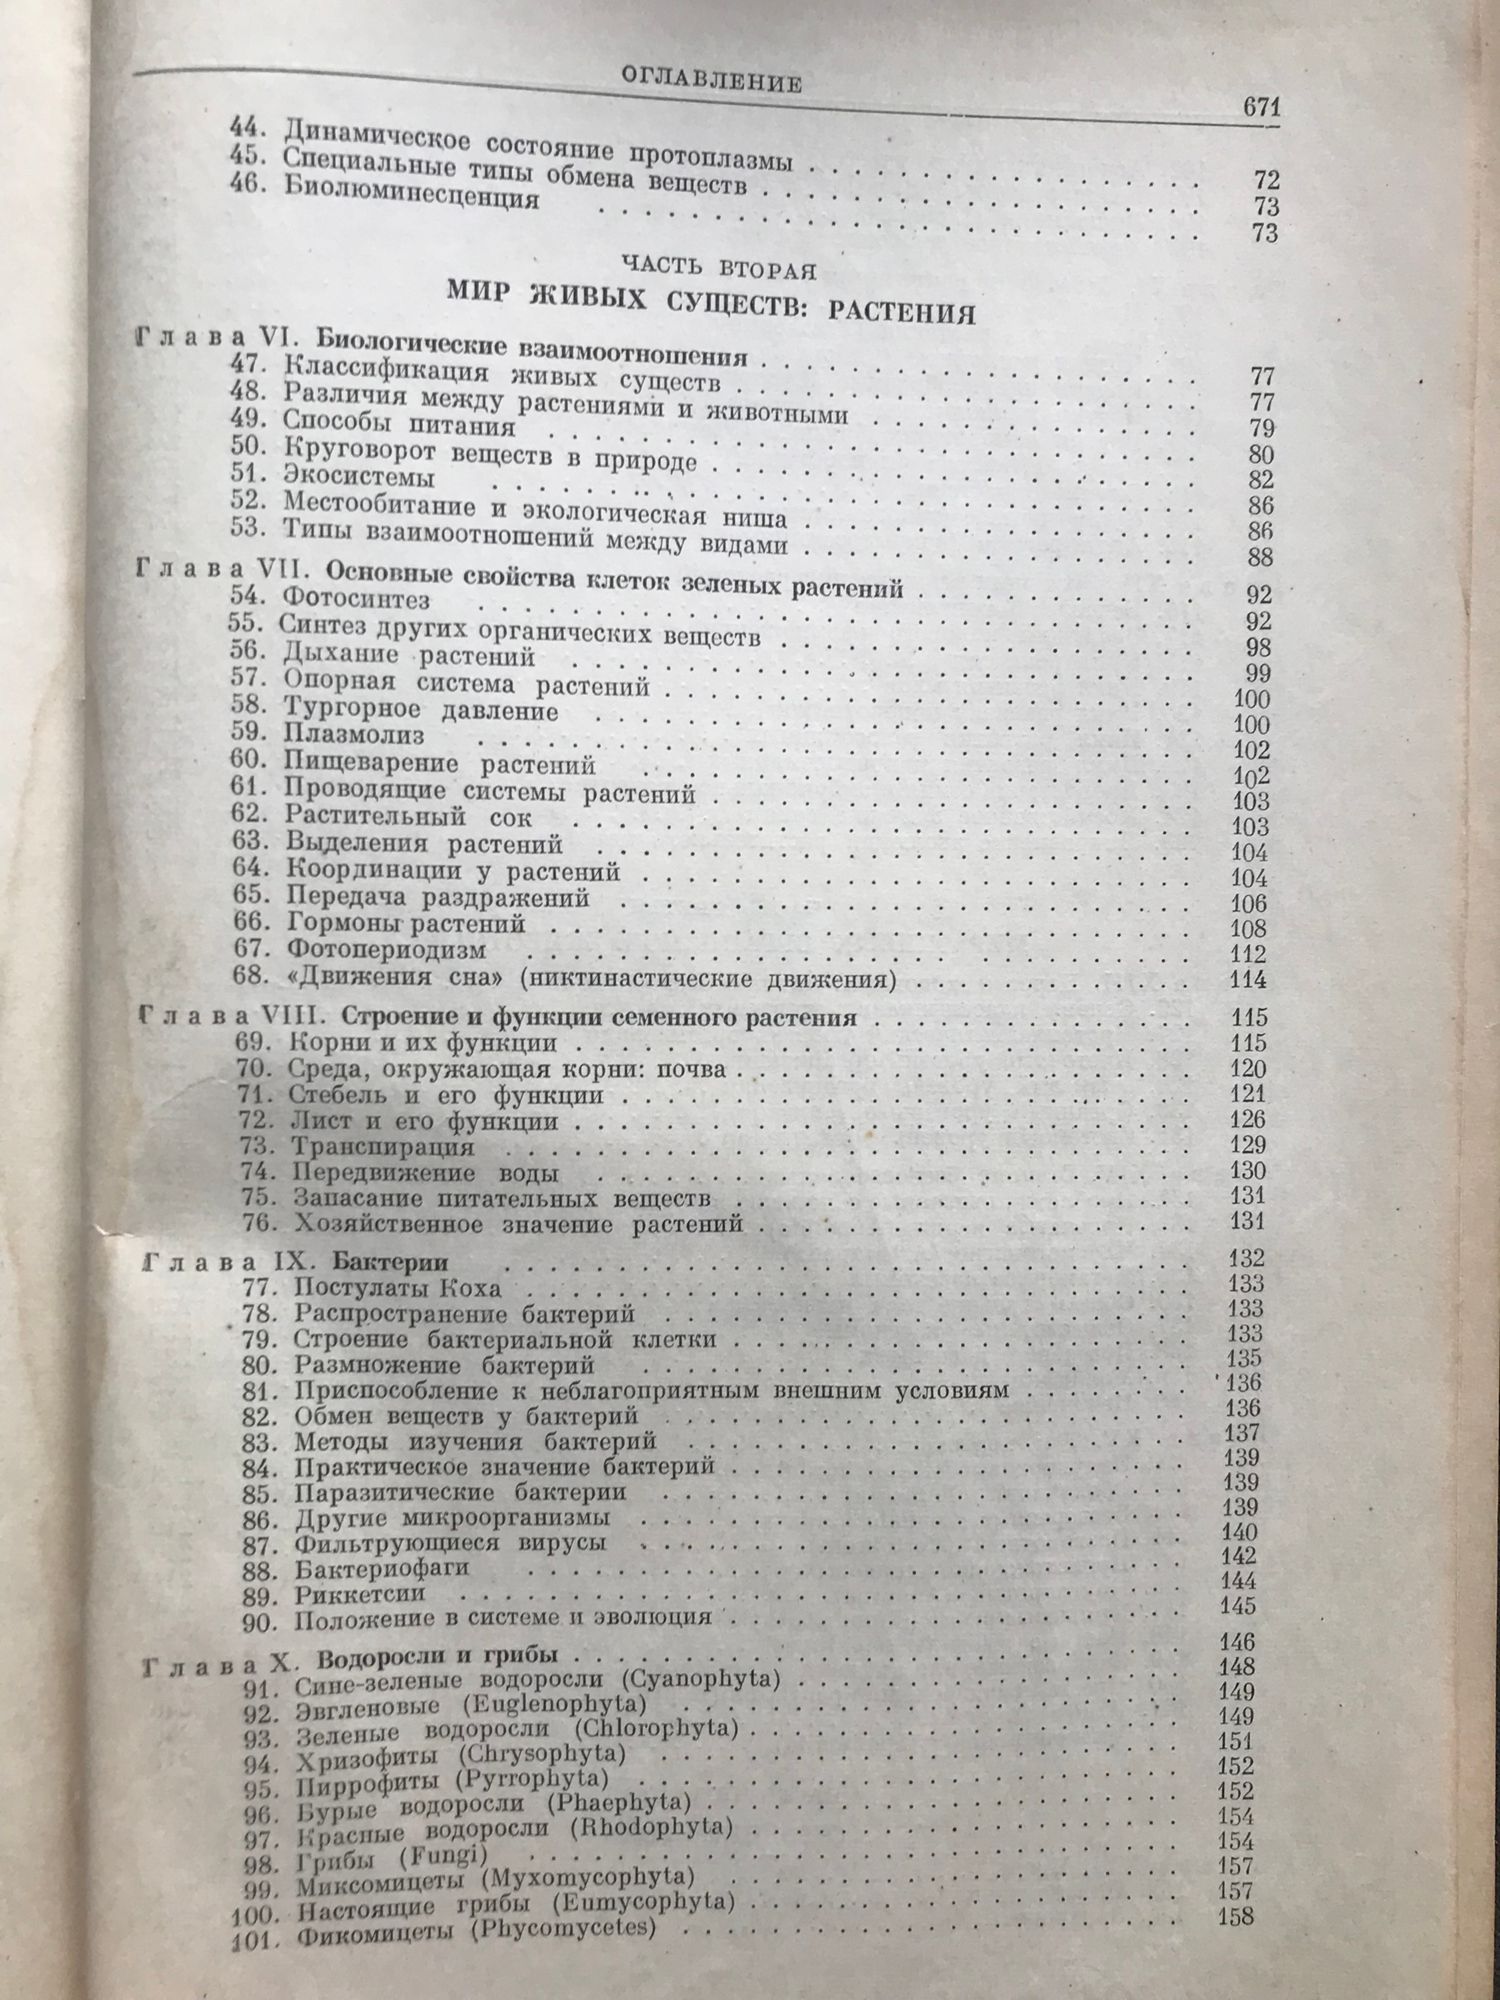 ОГЛАВЛЕНИЕ 671
44. Динамическое состояние протоплазмы . . . 72
45. Специальные типы обмена веществ . . . 73
46. Биолюминесценция . . . 73
ЧАСТЬ ВТОРАЯ
МИР ЖИВЫХ СУЩЕСТВ: РАСТЕНИЯ
Глава VI. Биологические взаимоотношения . . . 77
47. Классификация живых существ . . . 77
48. Различия между растениями и животными . . . 79
49. Способы питания . . . 80
50. Круговорот веществ в природе . . . 82
51. Экосистемы . . . 86
52. Местообитание и экологическая ниша . . . 86
53. Типы взаимоотношений между видами . . . 88
Глава VII. Основные свойства клеток зеленых растений . . . 92
54. Фотосинтез . . . 92
55. Синтез других органических веществ . . . 98
56. Дыхание растений . . . 99
57. Опорная система растений . . . 100
58. Тургорное давление . . . 100
59. Плазмолиз . . . 102
60. Пищеварение растений . . . 102
61. Проводящие системы растений . . . 103
62. Растительный сок . . . 103
63. Выделения растений . . . 104
64. Координации у растений . . . 104
65. Передача раздражений . . . 106
66. Гормоны растений . . . 108
67. Фотопериодизм . . . 112
68. «Движения сна» (никтинастические движения) . . . 114
Глава VIII. Строение и функции семенного растения . . . 115
69. Корни и их функции . . . 115
70. Среда, окружающая корни: почва . . . 120
71. Стебель и его функции . . . 121
72. Лист и его функции . . . 126
73. Транспирация . . . 129
74. Передвижение воды . . . 130
75. Запасание питательных веществ . . . 131
76. Хозяйственное значение растений . . . 131
Глава IX. Бактерии . . . 132
77. Постулаты Коха . . . 133
78. Распространение бактерий . . . 133
79. Строение бактериальной клетки . . . 133
80. Размножение бактерий . . . 135
81. Приспособление к неблагоприятным внешним условиям . . . 136
82. Обмен веществ у бактерий . . . 136
83. Методы изучения бактерий . . . 137
84. Практическое значение бактерий . . . 139
85. Паразитические бактерии . . . 139
86. Другие микроорганизмы . . . 139
87. Фильтрующиеся вирусы . . . 140
88. Бактериофаги . . . 142
89. Риккетсии . . . 144
90. Положение в системе и эволюция . . . 145
Глава X. Водоросли и грибы . . . 146
91. Сине-зеленые водоросли (Cyanophyta) . . . 148
92. Эвгленовые (Euglenophyta) . . . 149
93. Зеленые водоросли (Chlorophyta) . . . 149
94. Хризофиты (Chrysophyta) . . . 151
95. Пиррофиты (Pyrrophyta) . . . 152
96. Бурые водоросли (Phaephyta) . . . 152
97. Красные водоросли (Rhodophyta) . . . 154
98. Грибы (Fungi) . . . 154
99. Миксомицеты (Myxomycophyta) . . . 157
100. Настоящие грибы (Eumycophyta) . . . 157
101. Фикомицеты (Phycomycetes) . . . 158